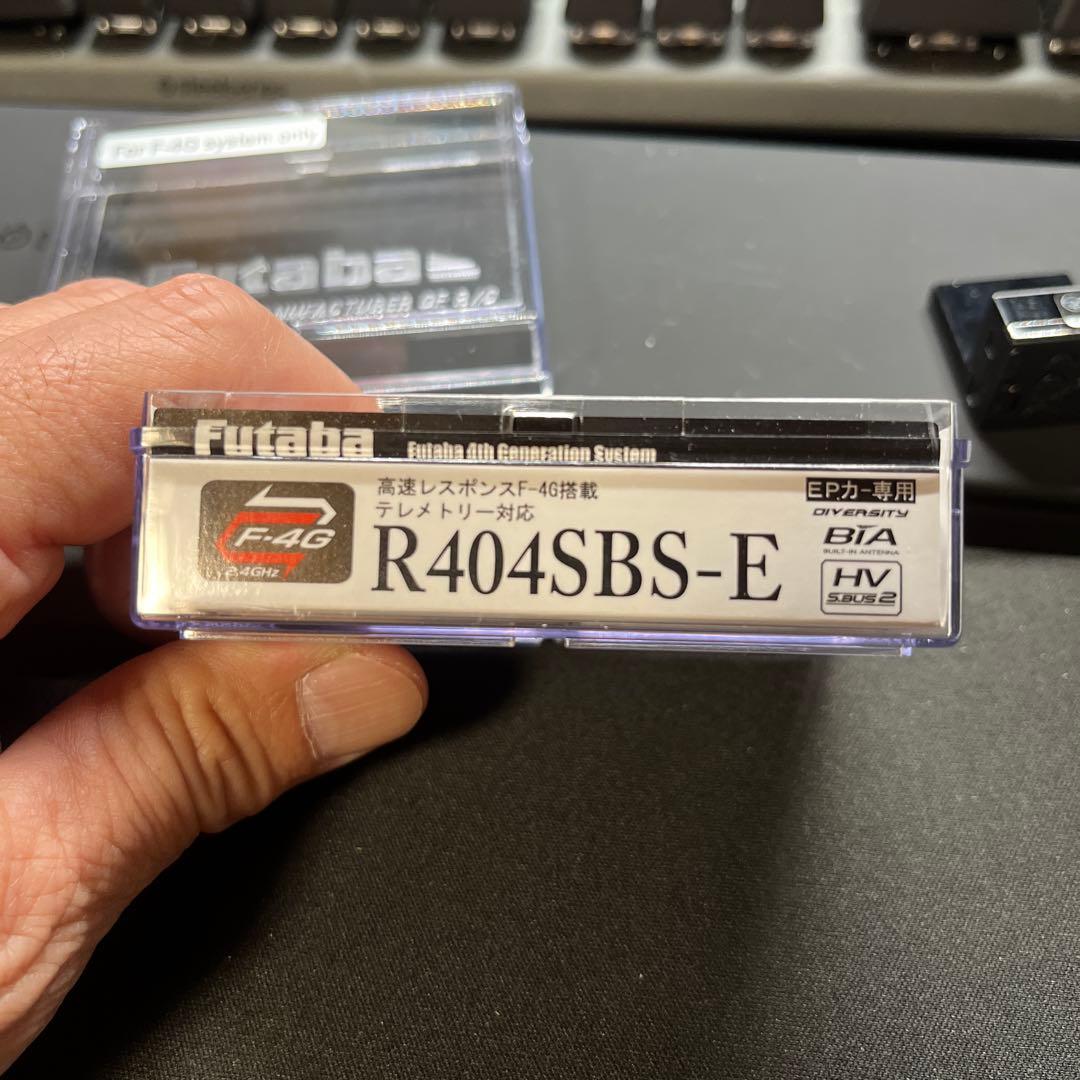 For F-4G system only
Futaba
MANUFACTURER OF R/C
Futaba
Futaba 4th Generation System
高速レスポンスF-4G搭載
テレメトリー対応
R404SBS-E
F-4G
2.4GHz
EPカー専用
DIVERSITY
BiA
BUILT-IN ANTENNA
HV
S.BUS2